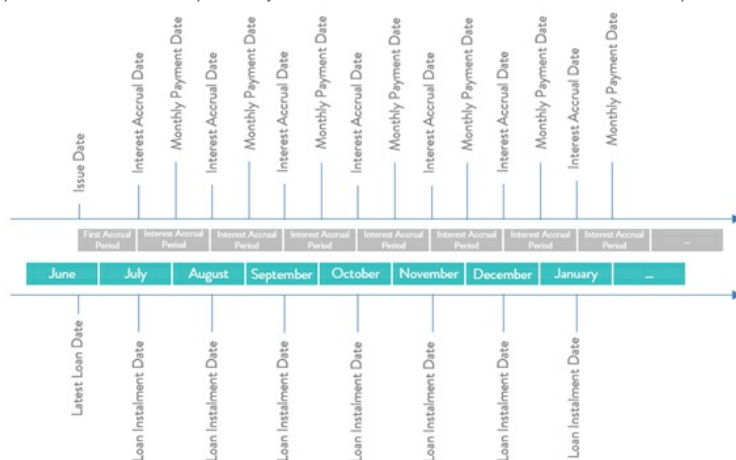 Issue Date
Interest Accrual Date
Monthly Payment Date
Interest Accrual Date
Monthly Payment Date
Interest Accrual Date
Monthly Payment Date
Interest Accrual Date
Monthly Payment Date
Interest Accrual Date
Monthly Payment Date
Interest Accrual Date
Monthly Payment Date
Interest Accrual Date
Monthly Payment Date
First Accrual
Period
Interest Accrual
Period
Interest Accrual
Period
Interest Accrual
Period
Interest Accrual
Period
Interest Accrual
Period
Interest Accrual
Period
Interest Accrual
Period
...
June
July
August
September
October
November
December
January
...
Latest Loan Date
Loan Instalment Date
Loan Instalment Date
Loan Instalment Date
Loan Instalment Date
Loan Instalment Date
Loan Instalment Date
Loan Instalment Date